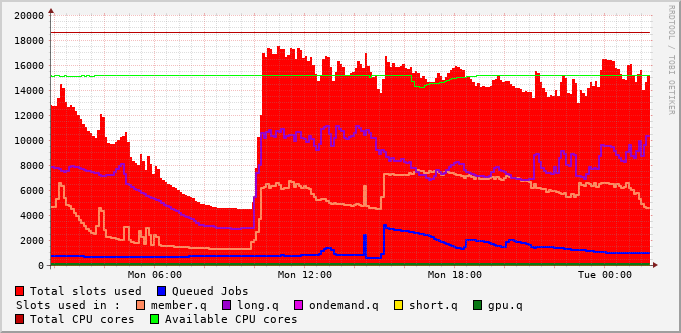 20000
18000
16000
14000
12000
10000
8000
6000
4000
2000
0
Mon 06:00 Mon 12:00 Mon 18:00 Tue 00:00
RRDTOOL / TOBI OETIKER
Total slots used Queued Jobs
Slots used in : member.q long.q ondemand.q short.q gpu.q
Total CPU cores Available CPU cores